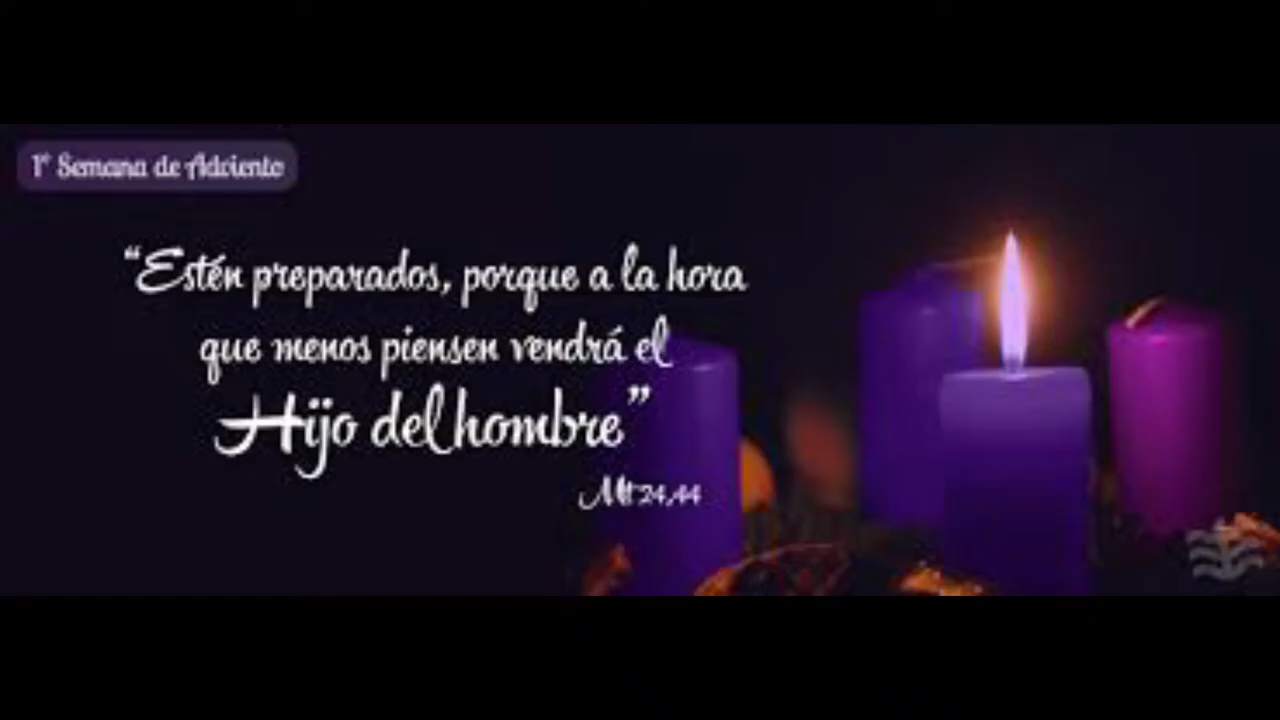 1º Semana de Adviento
“Estén preparados, porque a la hora
que menos piensen vendrá el
Hijo del hombre”
Mt 24,44